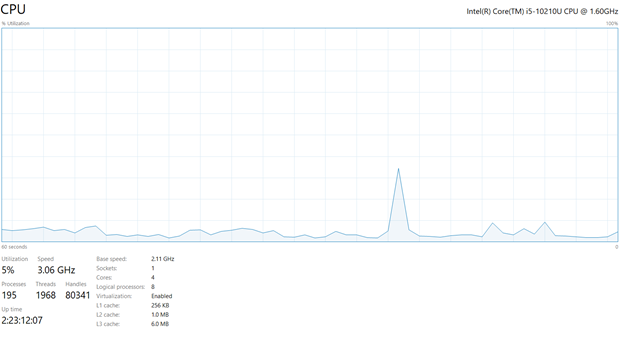 CPU
Intel(R) Core(TM) i5-10210U CPU @ 1.60GHz
% Utilization
100%
60 seconds
0
Utilization
Speed
5%
3.06 GHz
Processes
Threads
Handles
195
1968
80341
Up time
2:23:12:07
Base speed: 2.11 GHz
Sockets: 1
Cores: 4
Logical processors: 8
Virtualization: Enabled
L1 cache: 256 KB
L2 cache: 1.0 MB
L3 cache: 6.0 MB